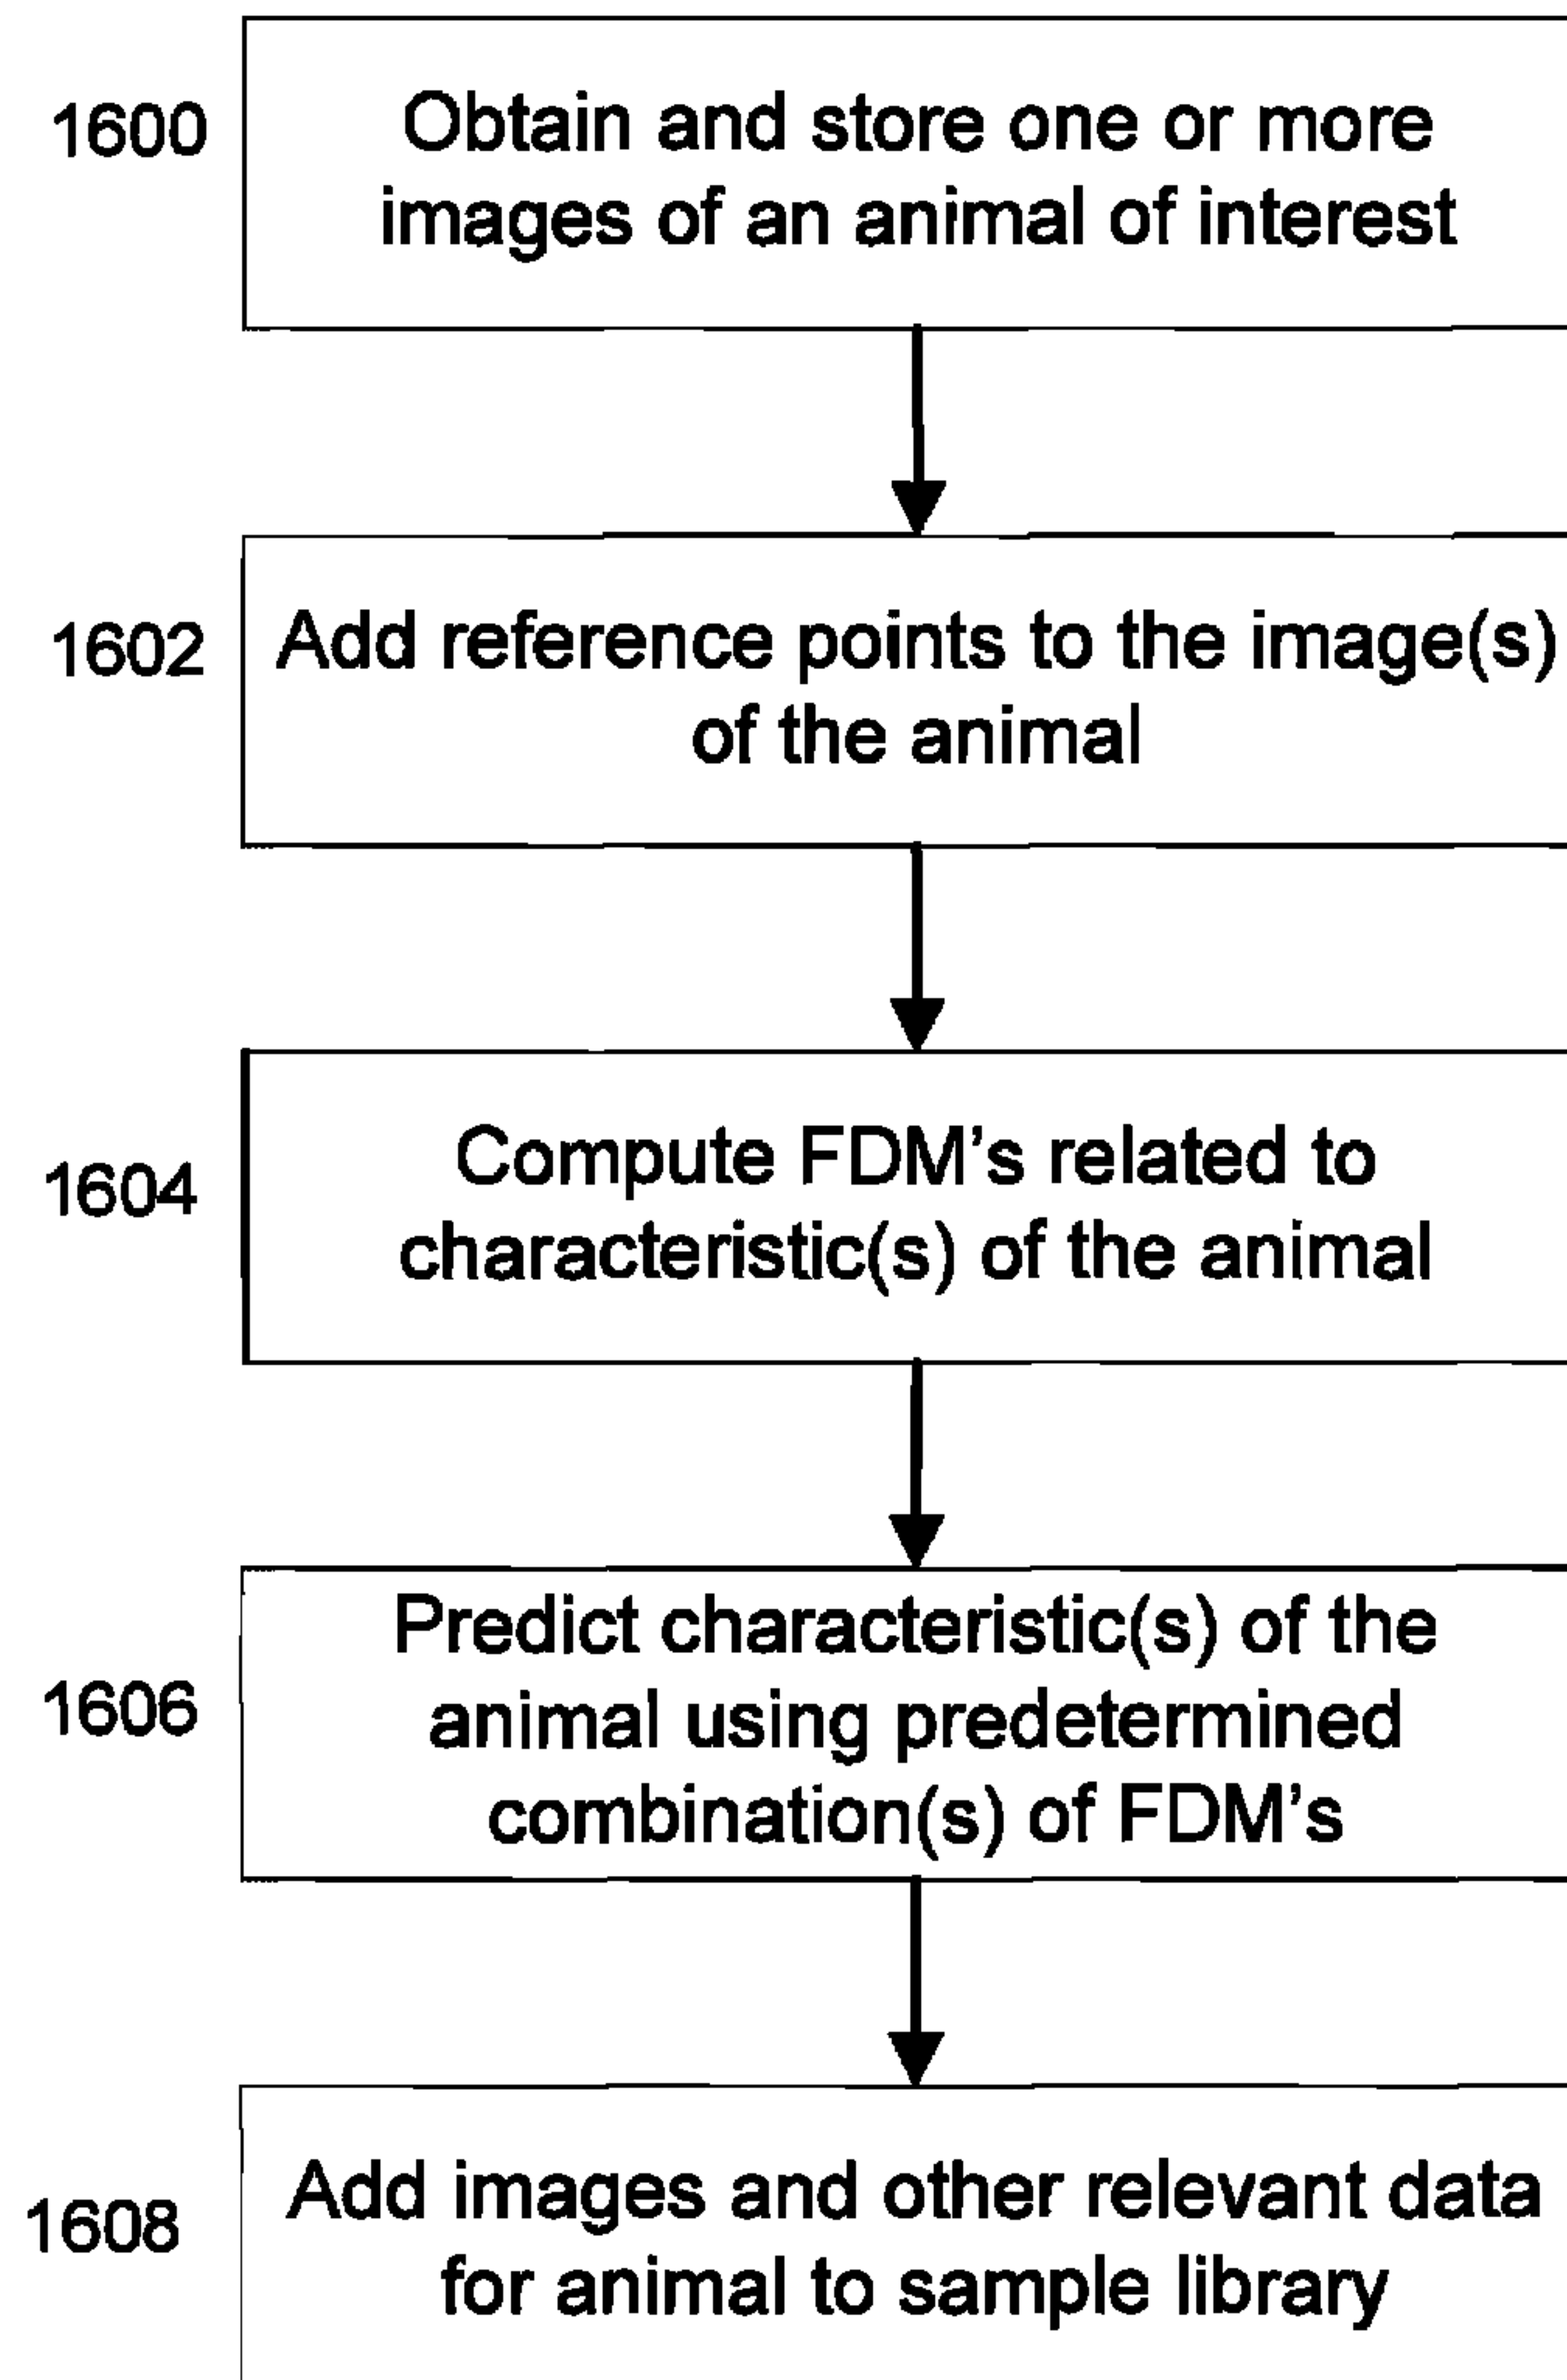 1600
Obtain and store one or more
images of an animal of interest
1602
Add reference points to the image(s)
of the animal
1604
Compute FDM's related to
characteristic(s) of the animal
1606
Predict characteristic(s) of the
animal using predetermined
combination(s) of FDM's
1608
Add images and other relevant data
for animal to sample library